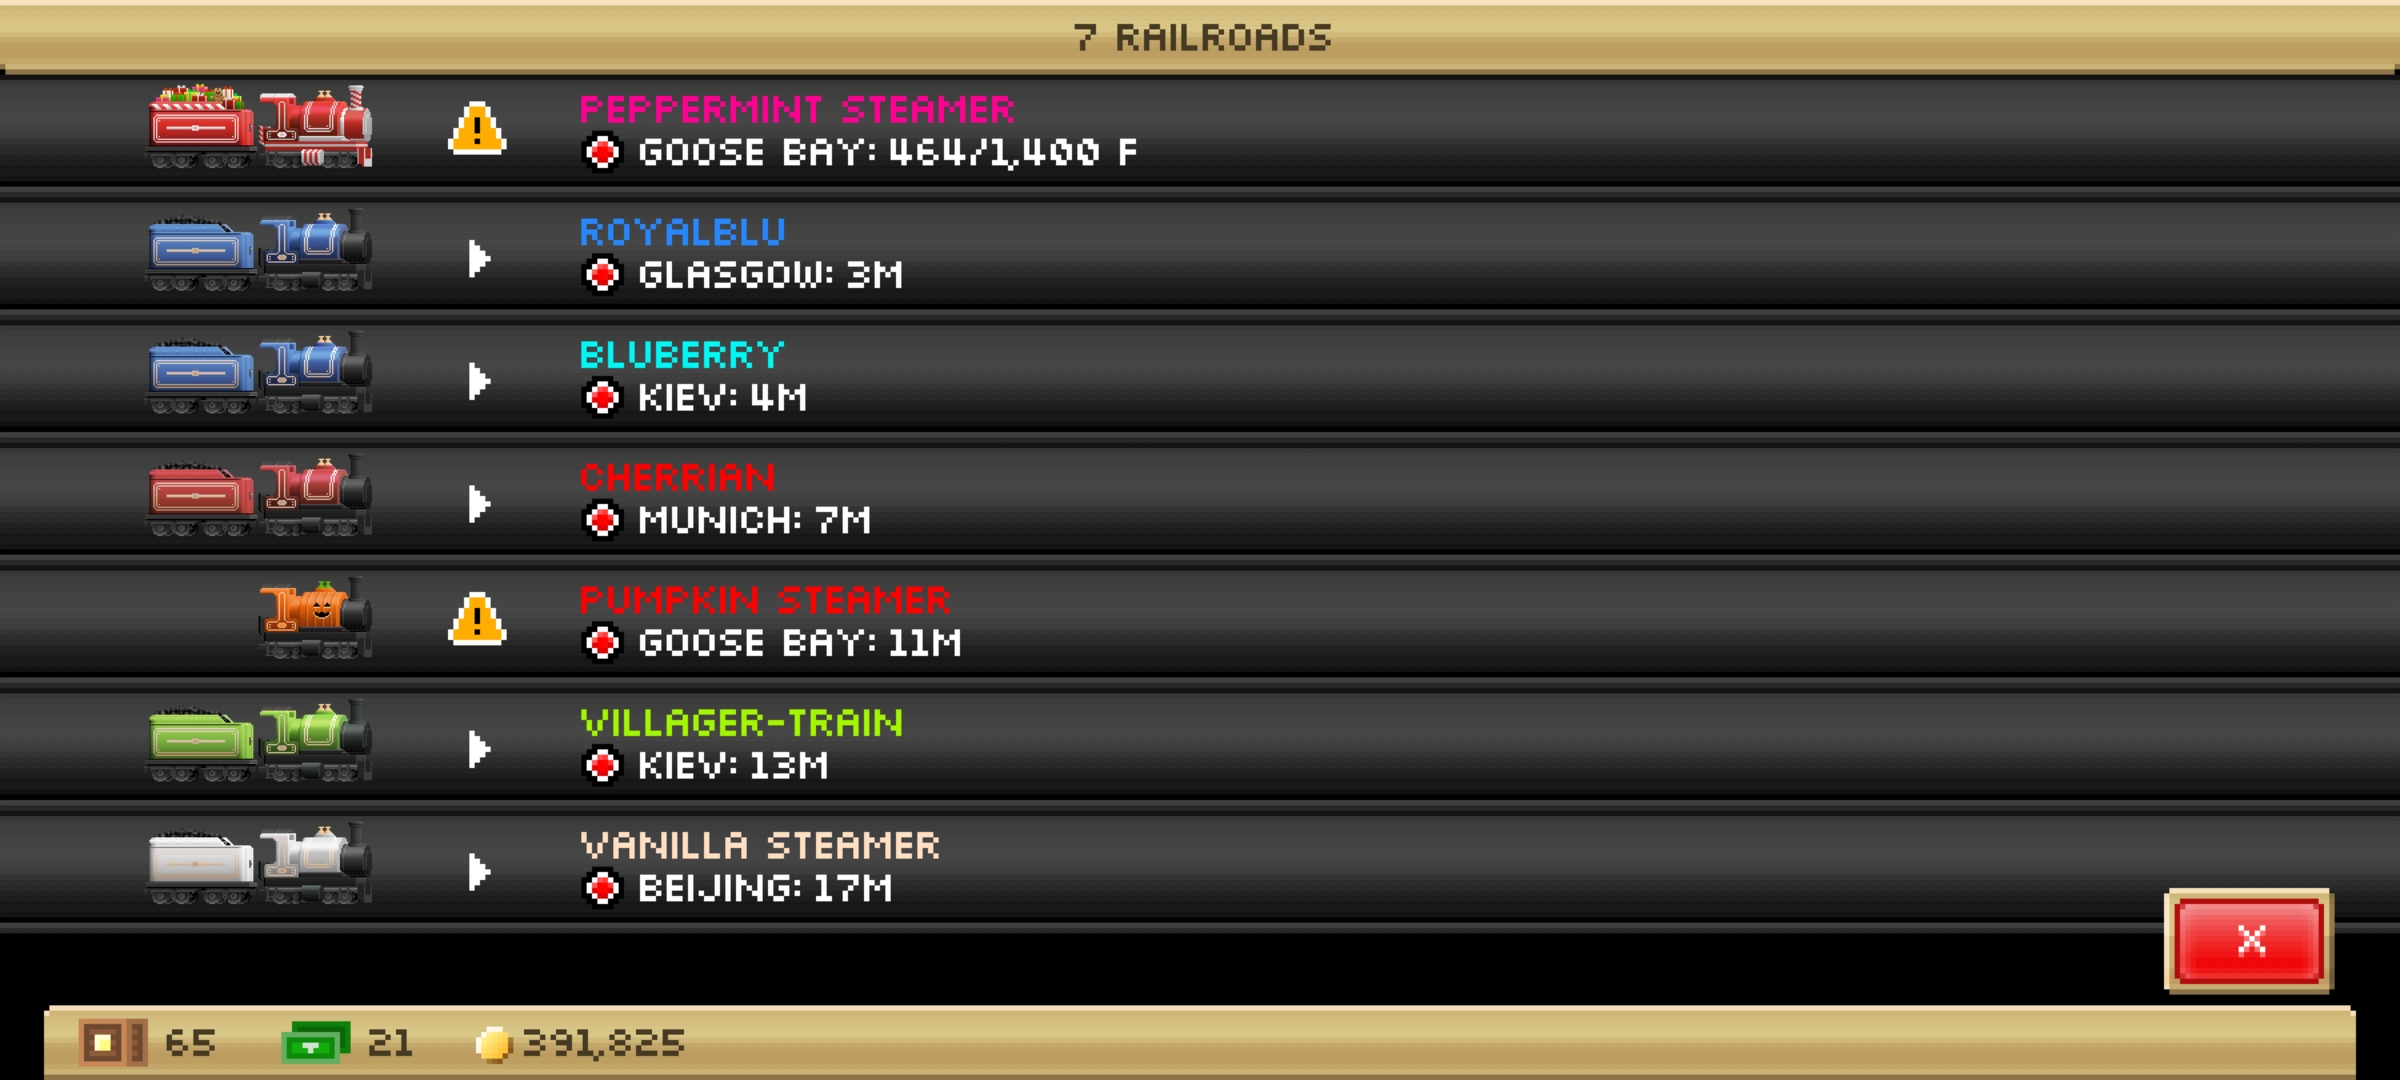 7 RAILROADS
PEPPERMINT STEAMER
GOOSE BAY: 464/1,400 F
ROYALBLU
GLASGOW: 3M
BLUBERRY
KIEV: 4M
CHERRIAN
MUNICH: 7M
PUMPKIN STEAMER
GOOSE BAY: 11M
VILLAGER-TRAIN
KIEV: 13M
VANILLA STEAMER
BEIJING: 17M
X
65 21 391,825